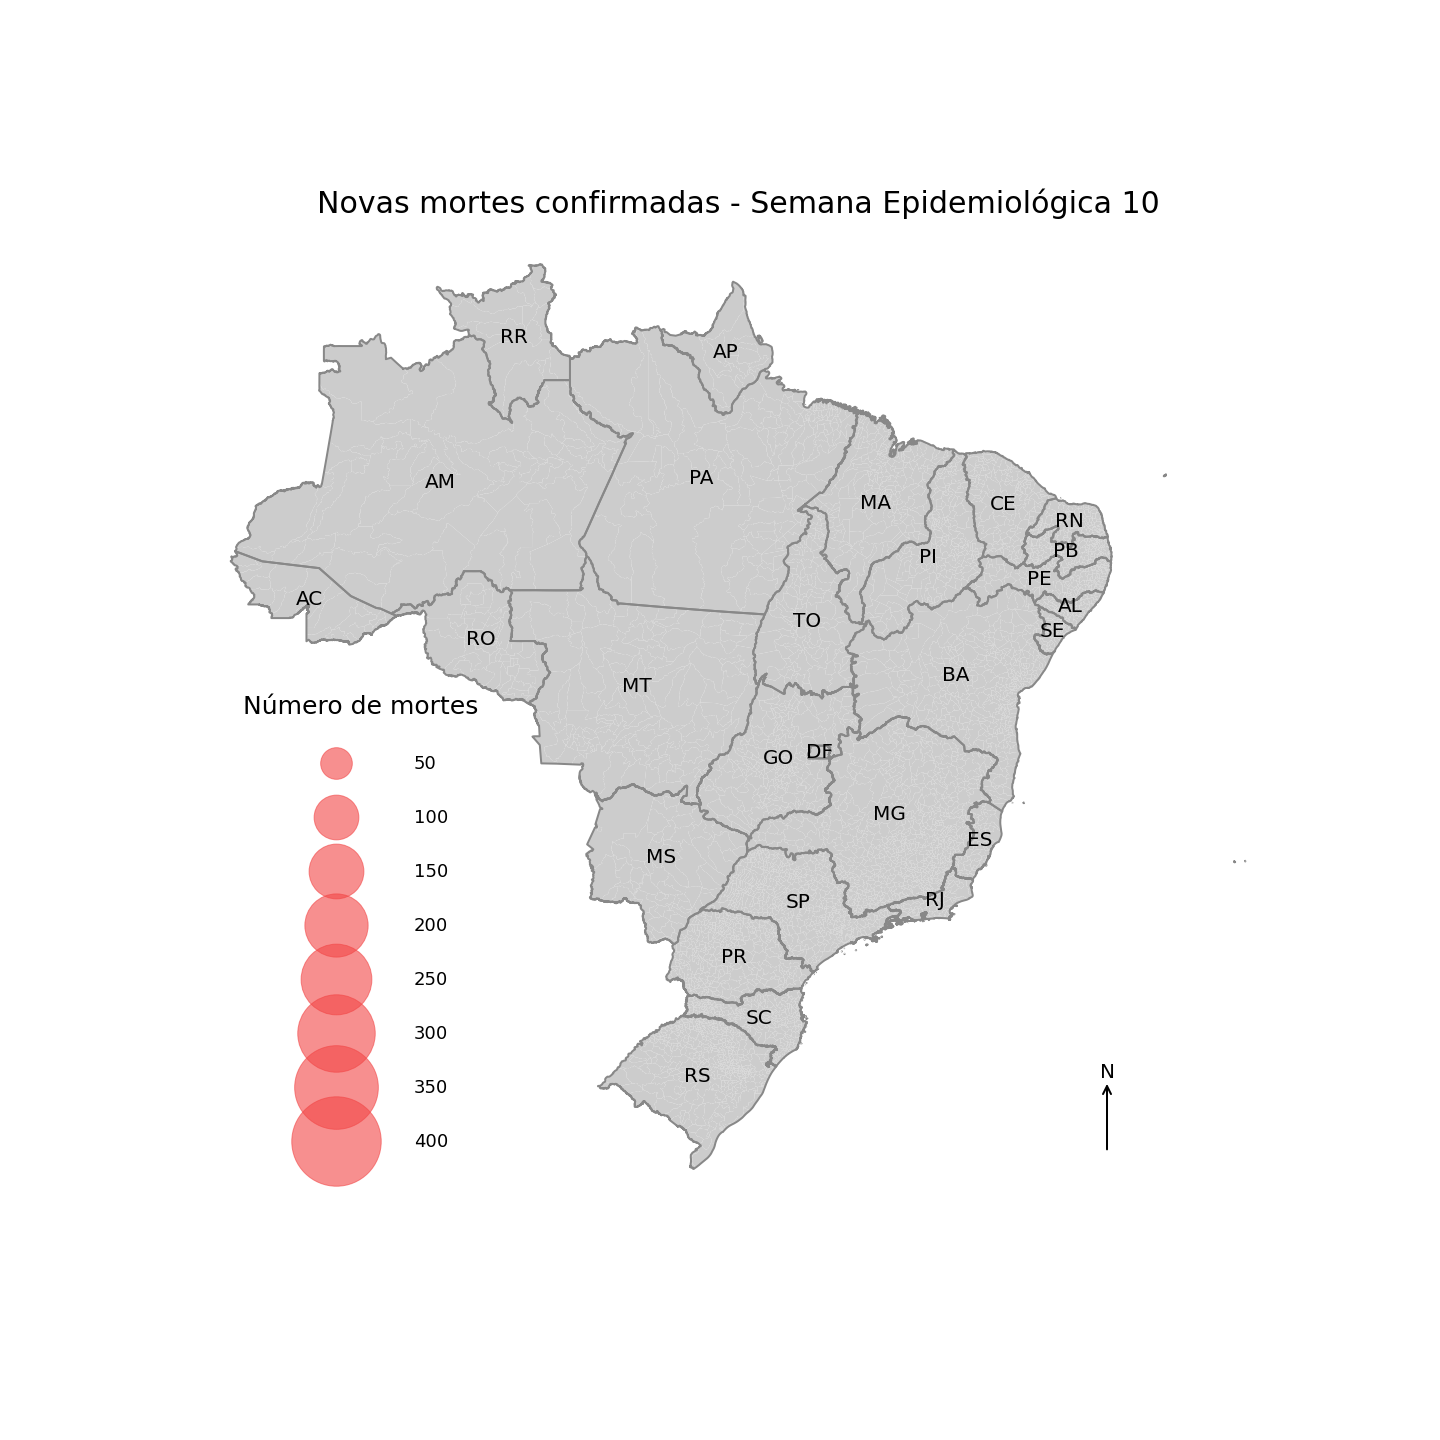 Novas mortes confirmadas - Semana Epidemiológica 10
RR
AP
AM
PA
MA
CE
RN
PB
PI
PE
AC
AL
TO
SE
RO
BA
MT
Número de mortes
DF
GO
50
MG
100
ES
MS
150
RJ
SP
200
PR
250
SC
300
N
RS
350
400